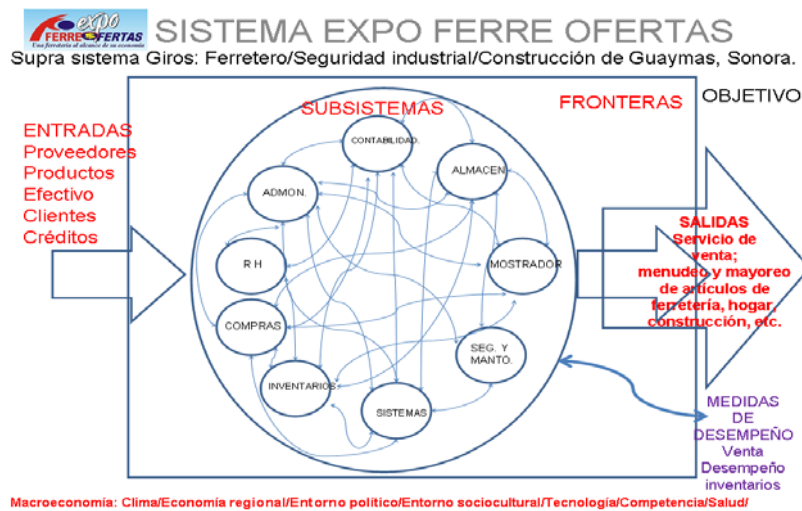 expo
FERRE OFERTAS
Una ferretería al alcance de su economía
SISTEMA EXPO FERRE OFERTAS
Supra sistema Giros: Ferretero/Seguridad industrial/Construcción de Guaymas, Sonora.
ENTRADAS
Proveedores
Productos
Efectivo
Clientes
Créditos
SUBSISTEMAS
FRONTERAS
OBJETIVO
CONTABILIDAD.
ALMACEN
ADMON.
R H
MOSTRADOR
COMPRAS
SEG. Y
MANTO.
INVENTARIOS
SISTEMAS
SALIDAS
Servicio de
venta;
menudeo y mayoreo
de artículos de
ferretería, hogar,
construcción, etc.
MEDIDAS
DE
DESEMPEÑO
Venta
Desempeño
inventarios
Macroeconomía: Clima/Economía regional/Entorno político/Entorno sociocultural/Tecnología/Competencia/Salud/